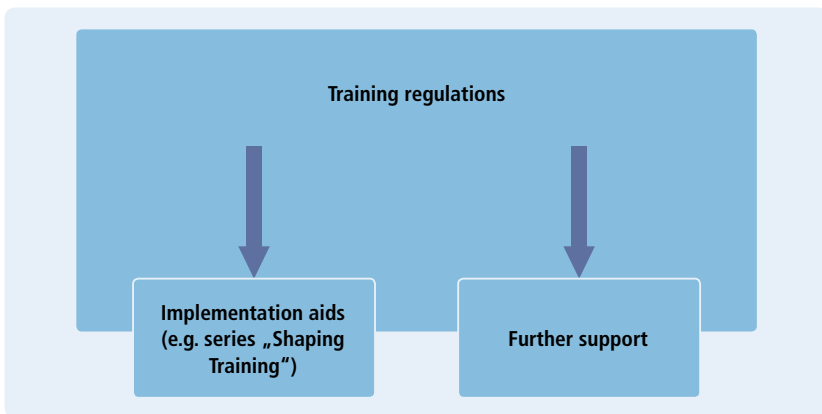 Training regulations
Implementation aids
(e.g. series „Shaping
Training“)
Further support